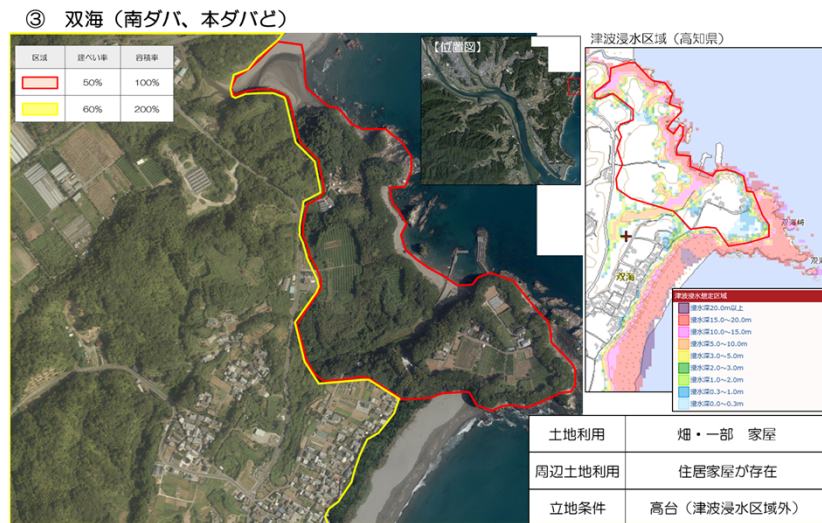 ③ 双海（南ダバ、本ダバど）
区域 建ぺい率 容積率
50% 100%
60% 200%
【位置図】
津波浸水区域（高知県）
双海崎
双海
津波浸水想定区域
浸水深20.0m以上
浸水深15.0～20.0m
浸水深10.0～15.0m
浸水深5.0～10.0m
浸水深3.0～5.0m
浸水深2.0～3.0m
浸水深1.0～2.0m
浸水深0.3～1.0m
浸水深0.0～0.3m
土地利用 畑・一部 家屋
周辺土地利用 住居家屋が存在
立地条件 高台（津波浸水区域外）